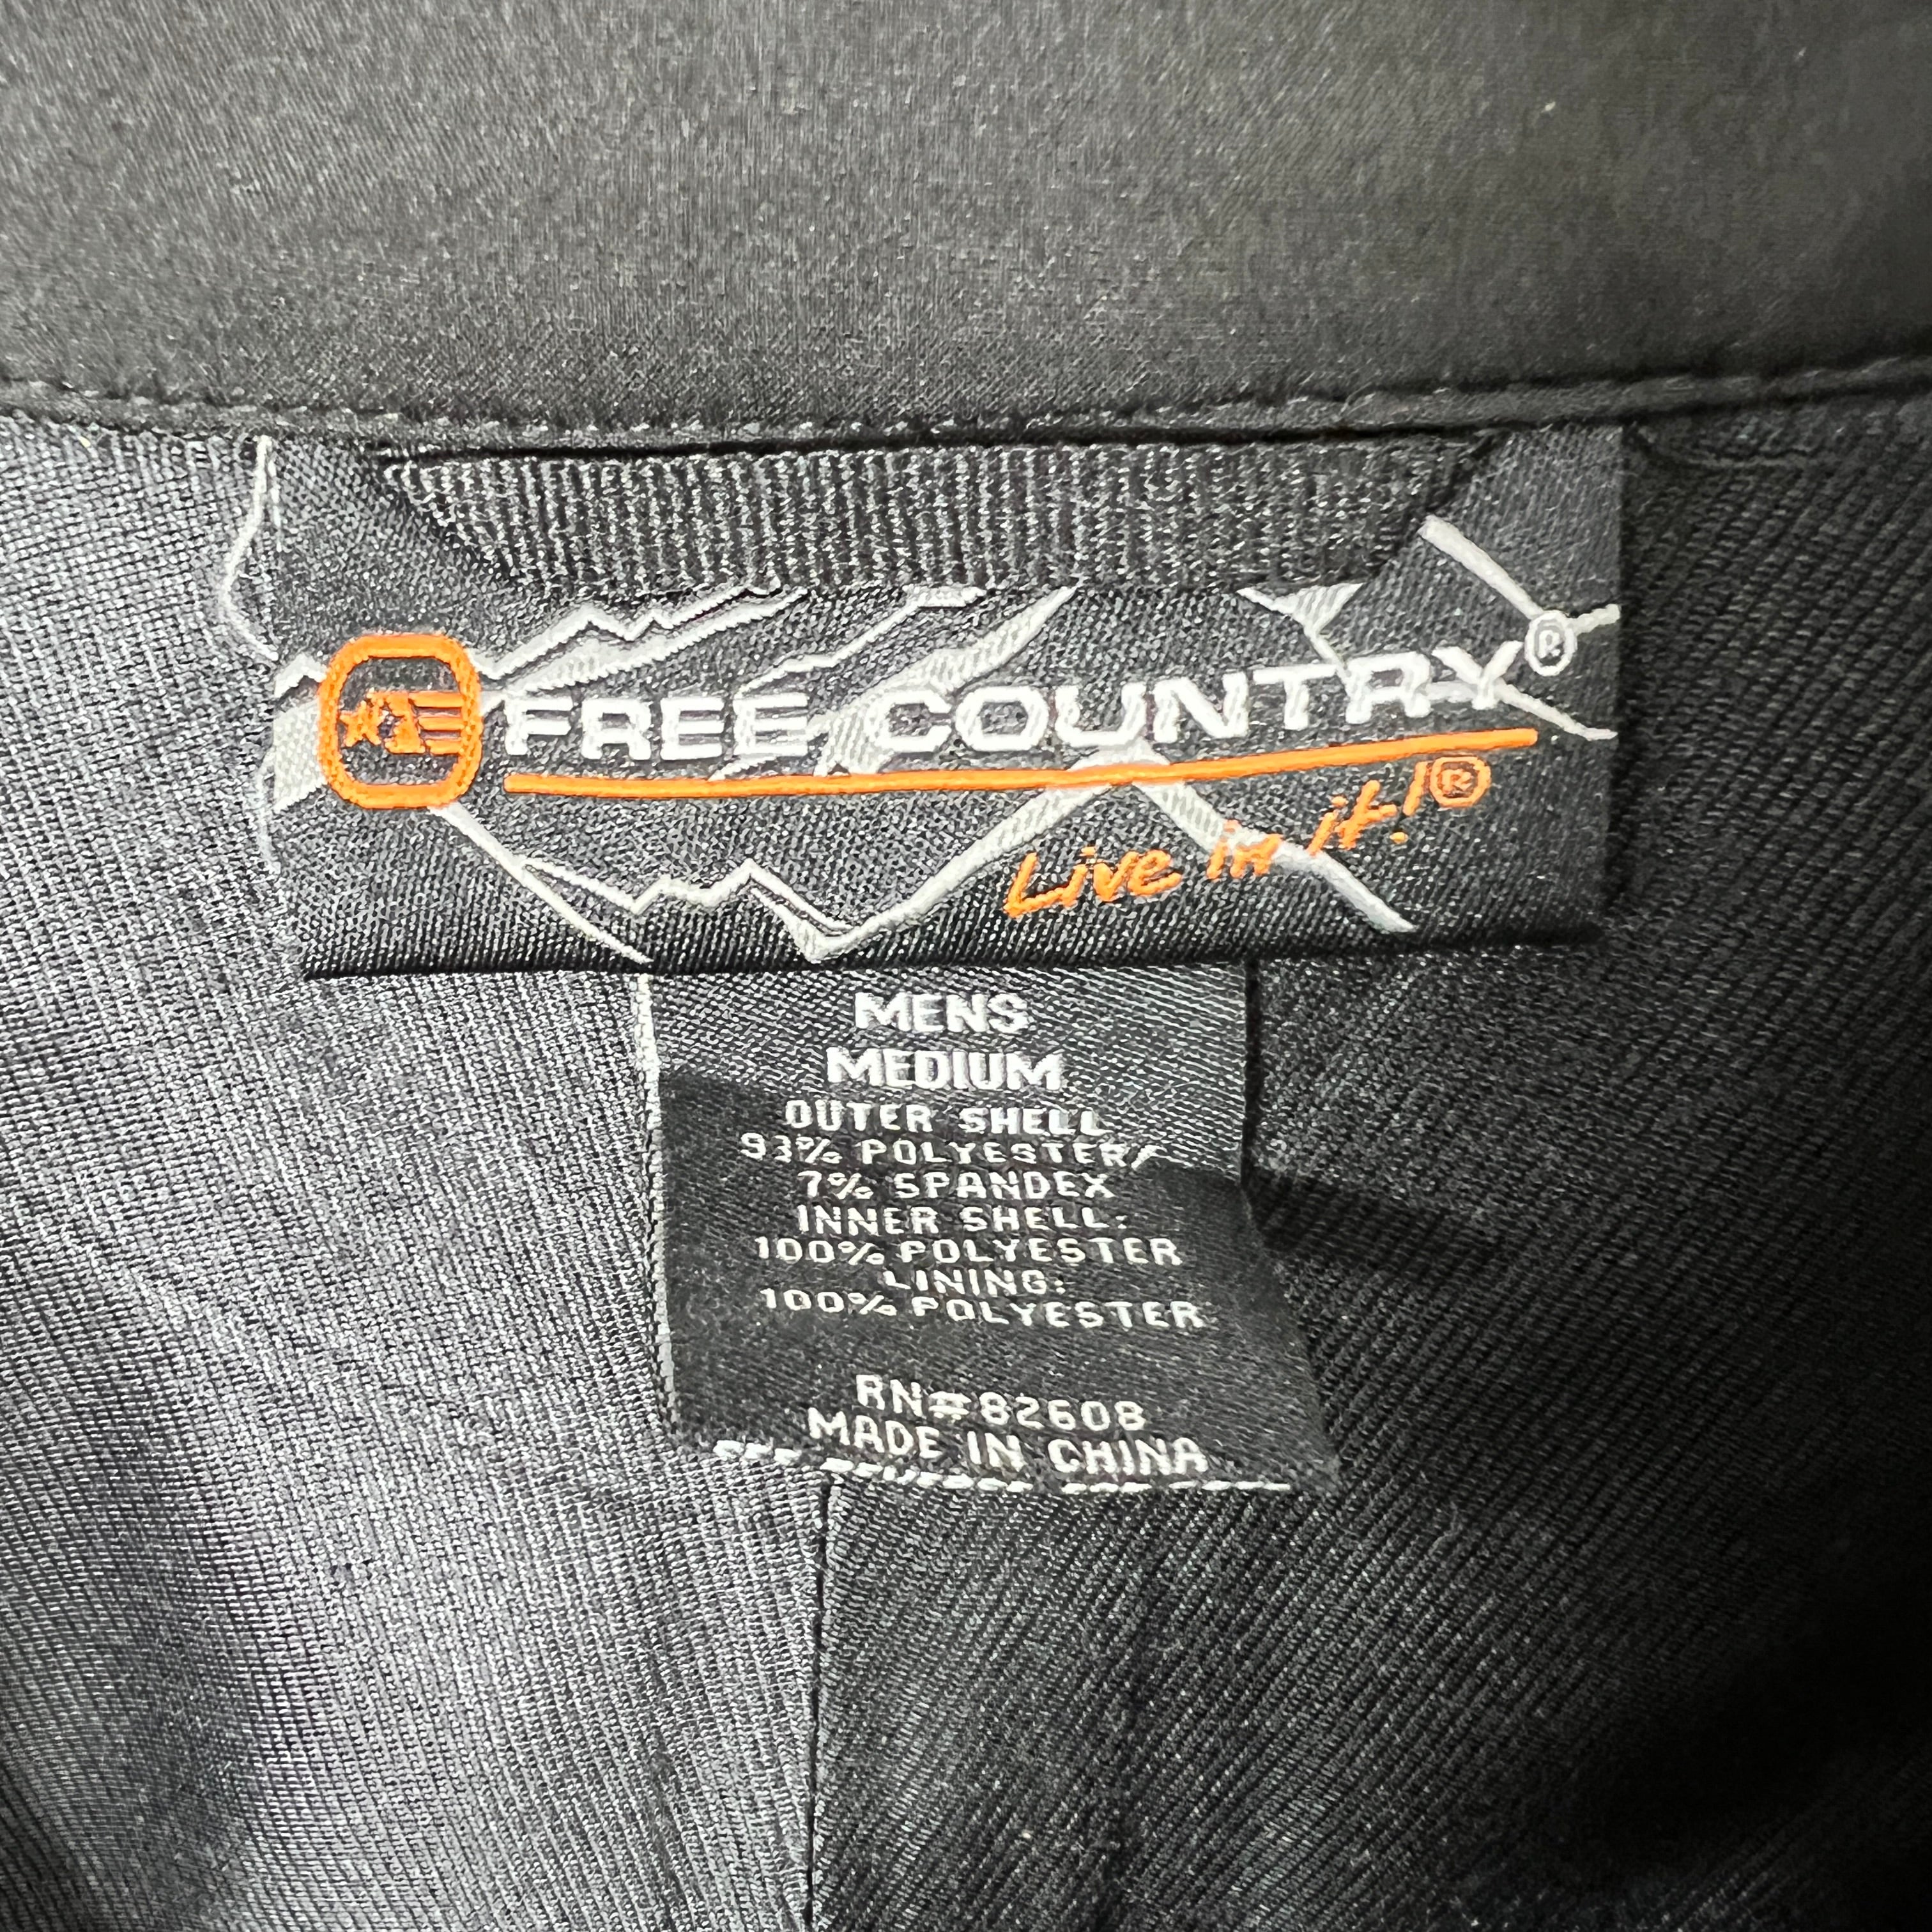 FREE COUNTRY®
Live in it!®
MENS
MEDIUM
OUTER SHELL
93% POLYESTER/
7% SPANDEX
INNER SHELL:
100% POLYESTER
LINING:
100% POLYESTER
RN#82608
MADE IN CHINA